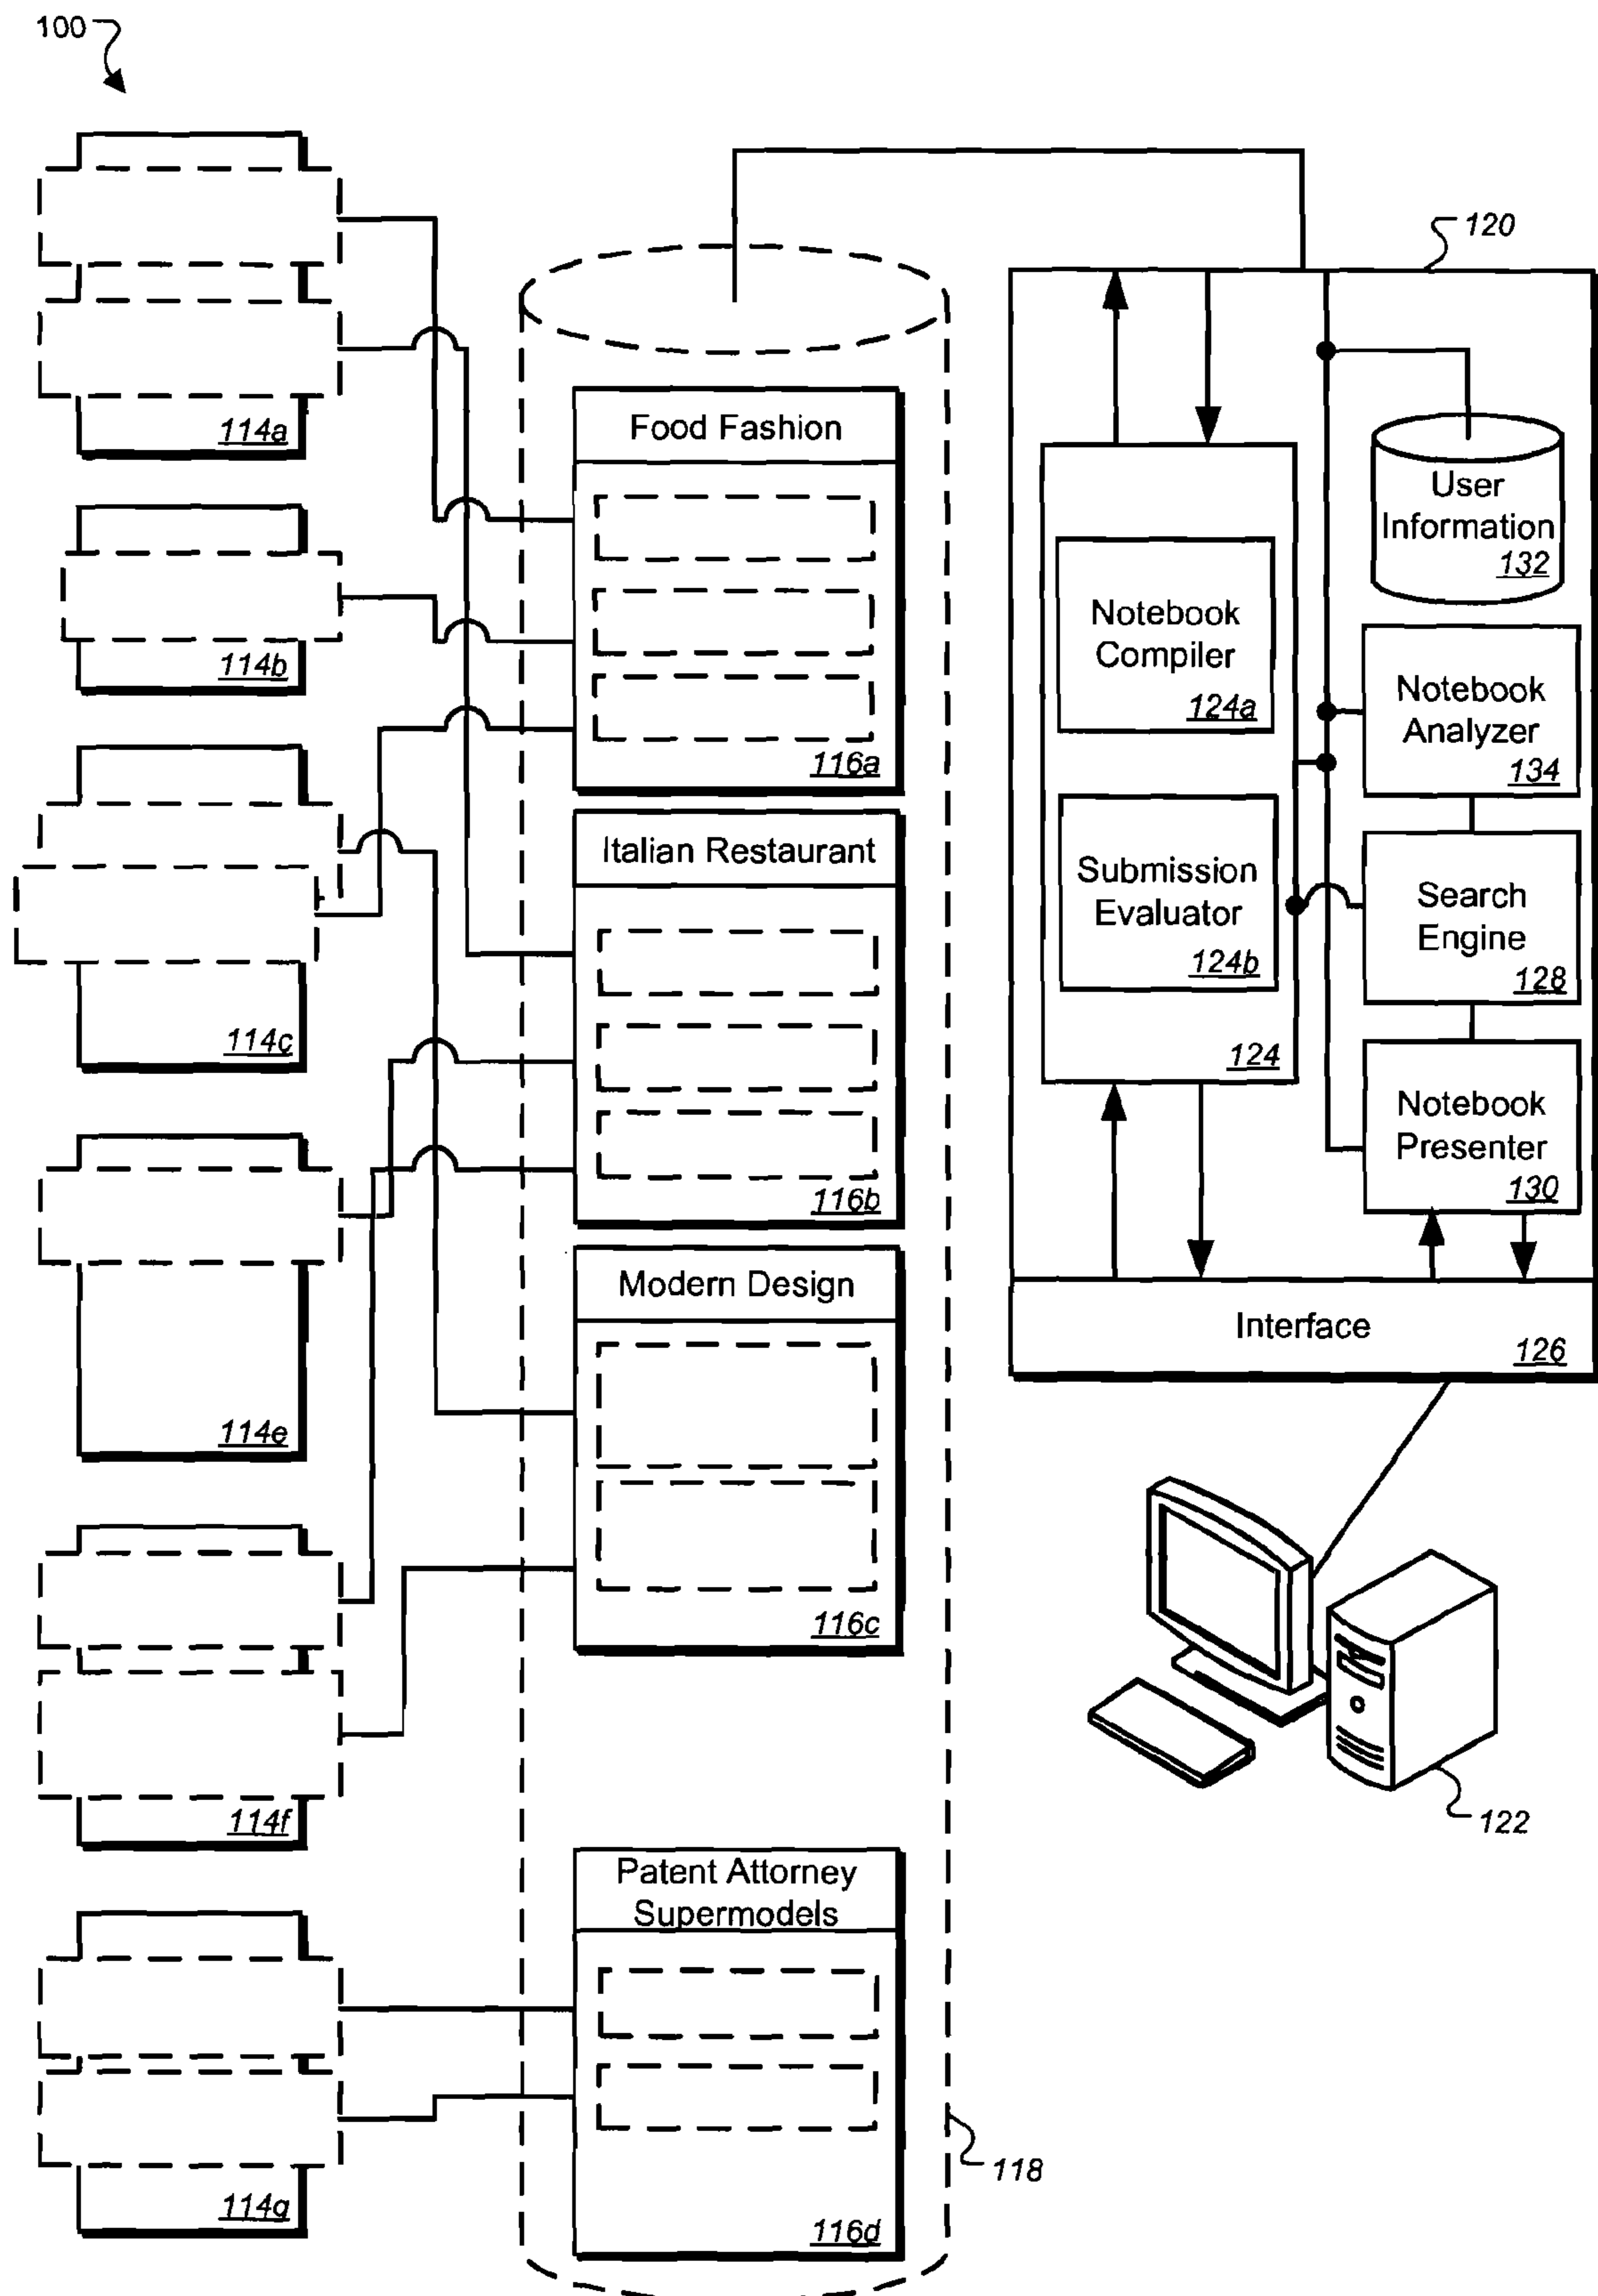 100
114a
114b
114c
114e
114f
114g
Food Fashion
116a
Italian Restaurant
116b
Modern Design
116c
Patent Attorney
Supermodels
116d
118
120
Notebook
Compiler
124a
Submission
Evaluator
124b
124
User
Information
132
Notebook
Analyzer
134
Search
Engine
128
Notebook
Presenter
130
Interface
126
122